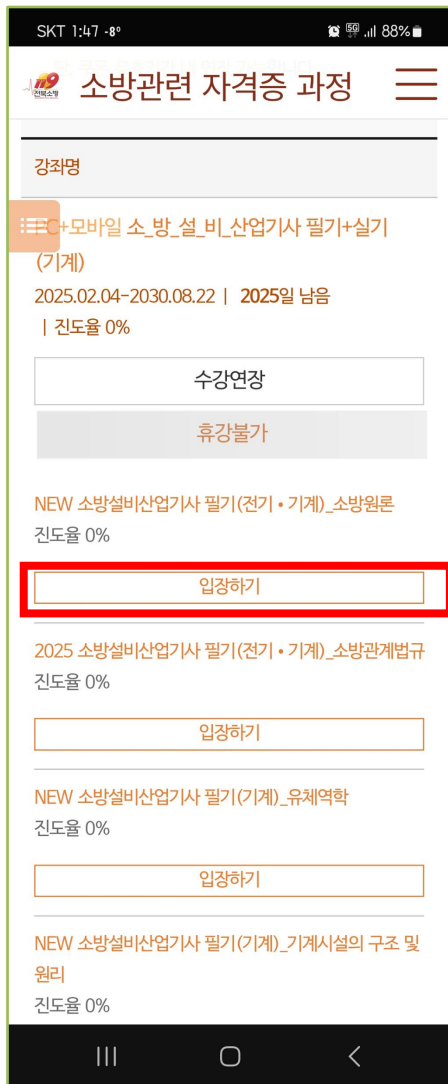 SKT 1:47 -8°
5G
88%
119
전북소방
소방관련 자격증 과정
강좌명
PC+모바일 소_방_설_비_산업기사 필기+실기
(기계)
2025.02.04-2030.08.22 | 2025일 남음
| 진도율 0%
수강연장
휴강불가
NEW 소방설비산업기사 필기(전기 • 기계)_소방원론
진도율 0%
입장하기
2025 소방설비산업기사 필기(전기 • 기계)_소방관계법규
진도율 0%
입장하기
NEW 소방설비산업기사 필기(기계)_유체역학
진도율 0%
입장하기
NEW 소방설비산업기사 필기(기계)_기계시설의 구조 및
원리
진도율 0%